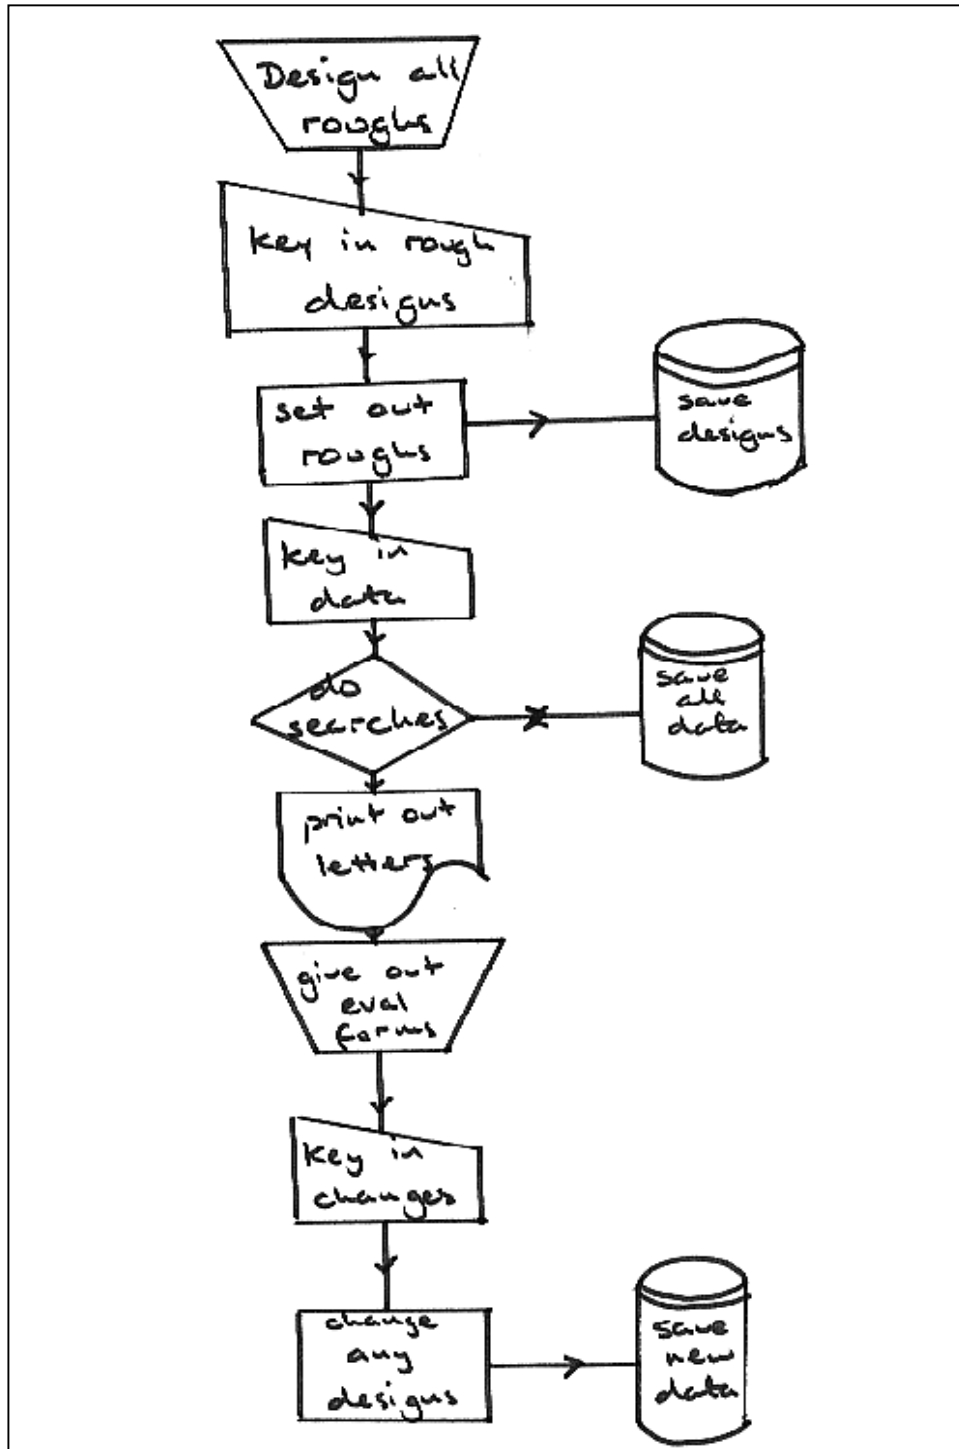 Design all
roughs
key in rough
designs
set out
roughs
save
designs
key in
data
do
searches
save
all
data
print out
letters
give out
eval
forms
key in
changes
change
any
designs
save
new
data